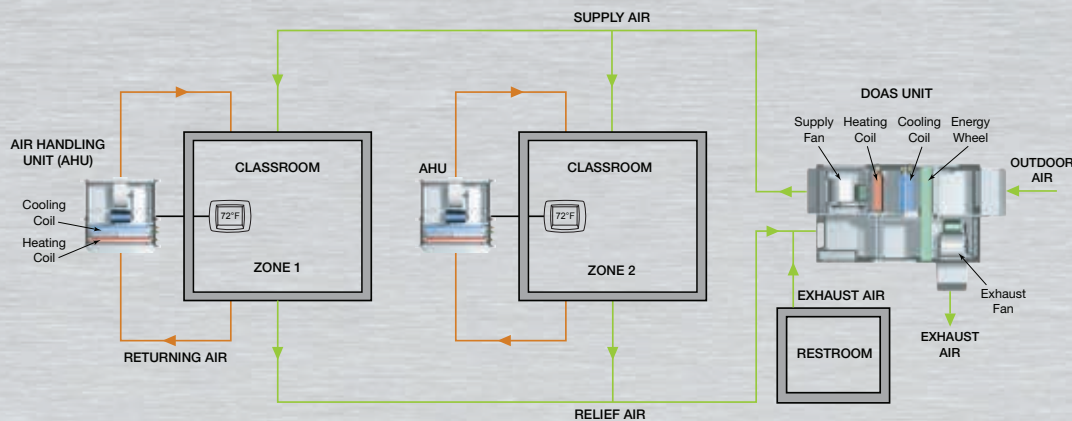 SUPPLY AIR
DOAS UNIT
Supply
Fan
Heating
Coil
Cooling
Coil
Energy
Wheel
OUTDOOR
AIR
AIR HANDLING
UNIT (AHU)
Cooling
Coil
Heating
Coil
CLASSROOM
72°F
ZONE 1
RETURNING AIR
AHU
CLASSROOM
72°F
ZONE 2
EXHAUST AIR
RESTROOM
Exhaust
Fan
EXHAUST
AIR
RELIEF AIR